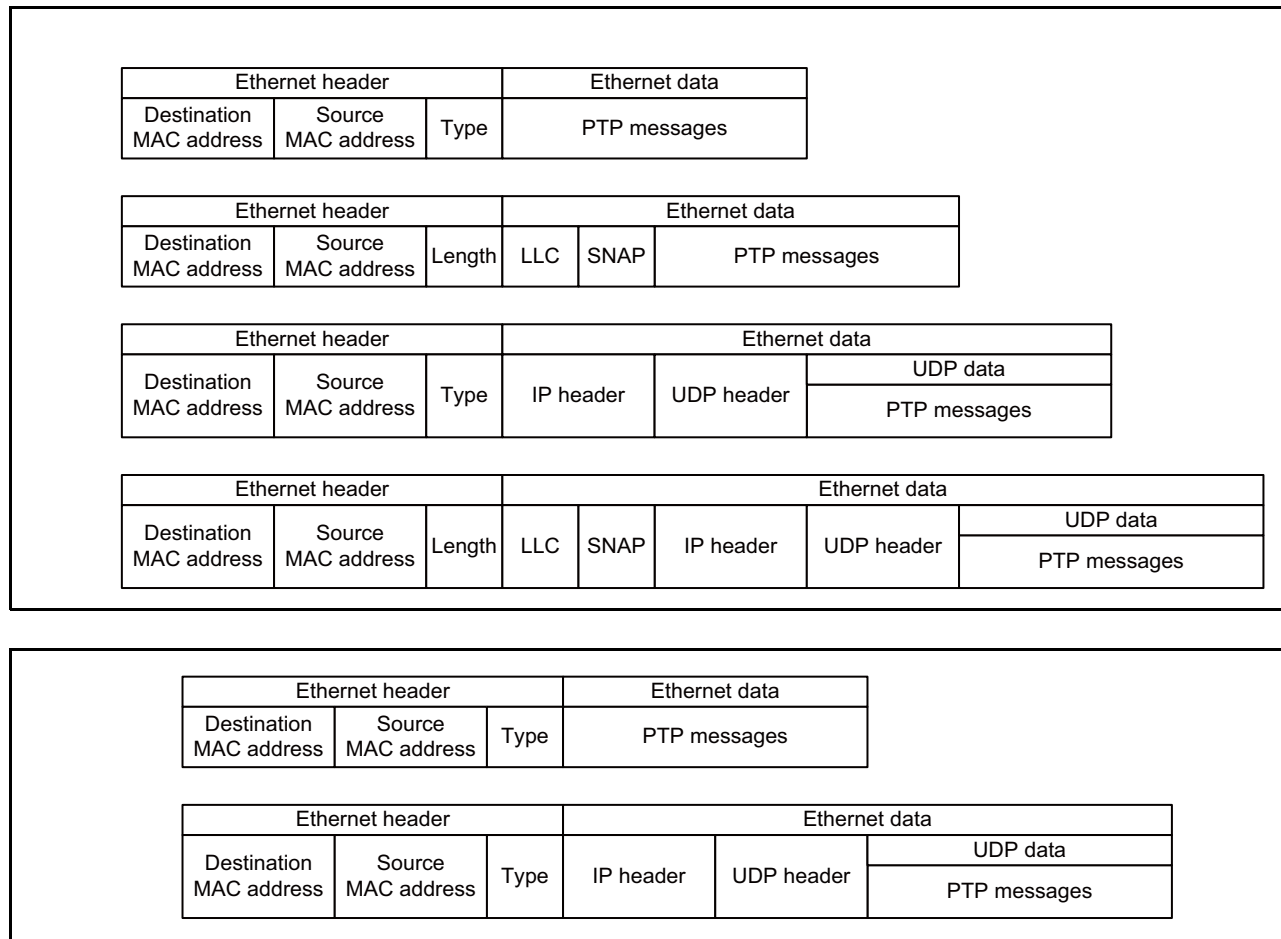 Ethernet header
Ethernet data
Destination
MAC address
Source
MAC address
Type
PTP messages
Ethernet header
Ethernet data
Destination
MAC address
Source
MAC address
Length
LLC
SNAP
PTP messages
Ethernet header
Ethernet data
Destination
MAC address
Source
MAC address
Type
IP header
UDP header
UDP data
PTP messages
Ethernet header
Ethernet data
Destination
MAC address
Source
MAC address
Length
LLC
SNAP
IP header
UDP header
UDP data
PTP messages
Ethernet header
Ethernet data
Destination
MAC address
Source
MAC address
Type
PTP messages
Ethernet header
Ethernet data
Destination
MAC address
Source
MAC address
Type
IP header
UDP header
UDP data
PTP messages